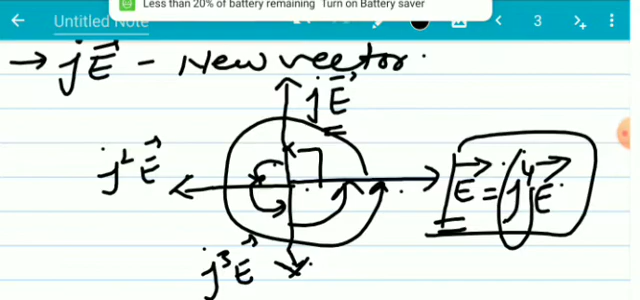 Less than 20% of battery remaining Turn on Battery saver
← Untitled Note < 3
→ jE⃗ - New vector.
jE⃗
j²E⃗
E⃗ = j⁴E⃗
j³E⃗